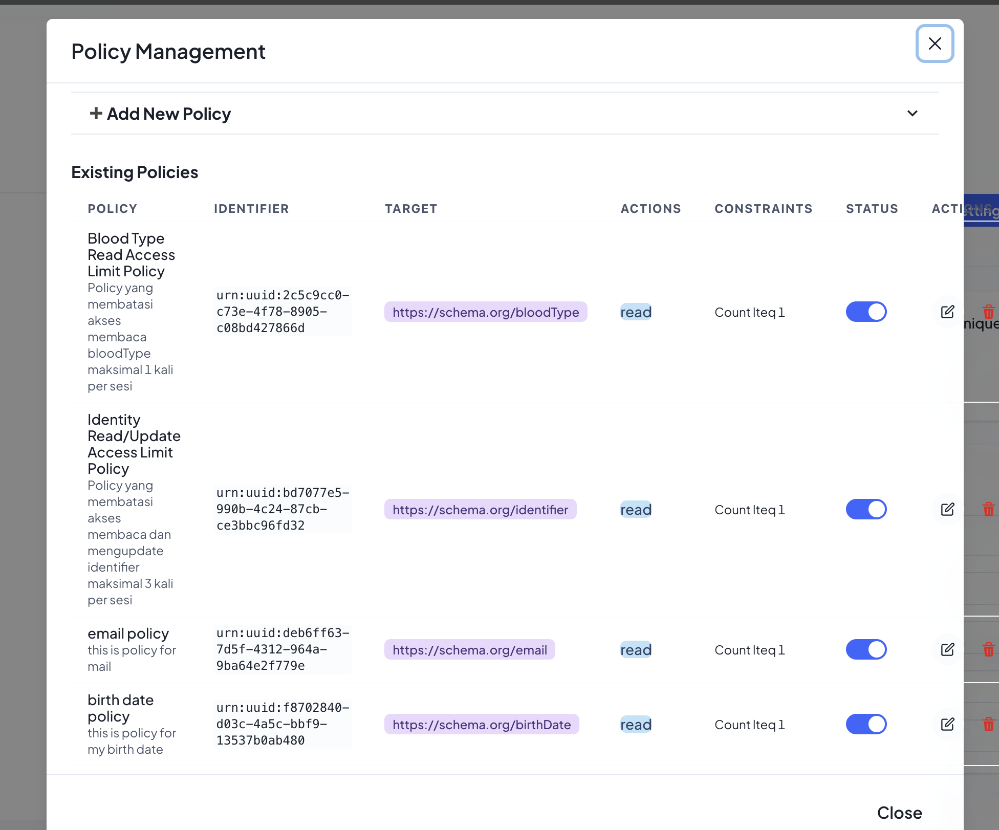 Policy Management
Add New Policy
Existing Policies
POLICY IDENTIFIER TARGET ACTIONS CONSTRAINTS STATUS ACTIONS
Blood Type
Read Access
Limit Policy
Policy yang
membatasi
akses
membaca
bloodType
maksimal 1 kali
per sesi
urn:uuid:2c5c9cc0-
c73e-4f78-8905-
c08bd427866d
https://schema.org/bloodType
read
Count lteq 1
Identity
Read/Update
Access Limit
Policy
Policy yang
membatasi
akses
membaca dan
mengupdate
identifier
maksimal 3 kali
per sesi
urn:uuid:bd7077e5-
990b-4c24-87cb-
ce3bbc96fd32
https://schema.org/identifier
read
Count lteq 1
email policy
this is policy for
mail
urn:uuid:deb6ff63-
7d5f-4312-964a-
9ba64e2f779e
https://schema.org/email
read
Count lteq 1
birth date
policy
this is policy for
my birth date
urn:uuid:f8702840-
d03c-4a5c-bbf9-
13537b0ab480
https://schema.org/birthDate
read
Count lteq 1
Close